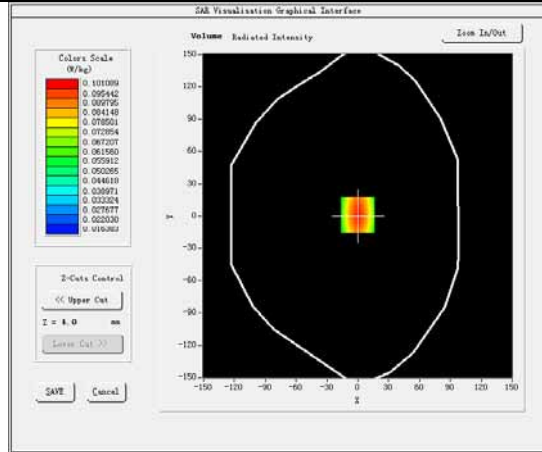 SAR Visualisation Graphical Interface
Volume Radiated Intensity
Zoom In/Out
Colors Scale
(W/kg)
0.101089
0.095442
0.089795
0.084148
0.078501
0.072854
0.067207
0.061560
0.055912
0.050265
0.044618
0.038971
0.033324
0.027677
0.022030
0.016383
Z-Cuts Control
<< Upper Cut
Z = 4.0 mm
Lower Cut >>
SAVE
Cancel
150
120
90
60
30
Y
0
-30
-60
-90
-120
-150
-150 -120 -90 -60 -30 0 30 60 90 120 150
X